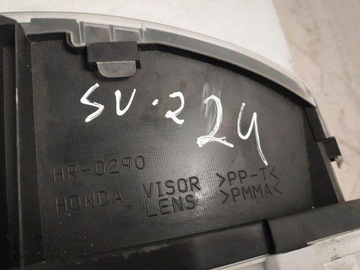 SV-224
HR-0290
HONDA VISOR >PP-T<
LENS >PMMA<